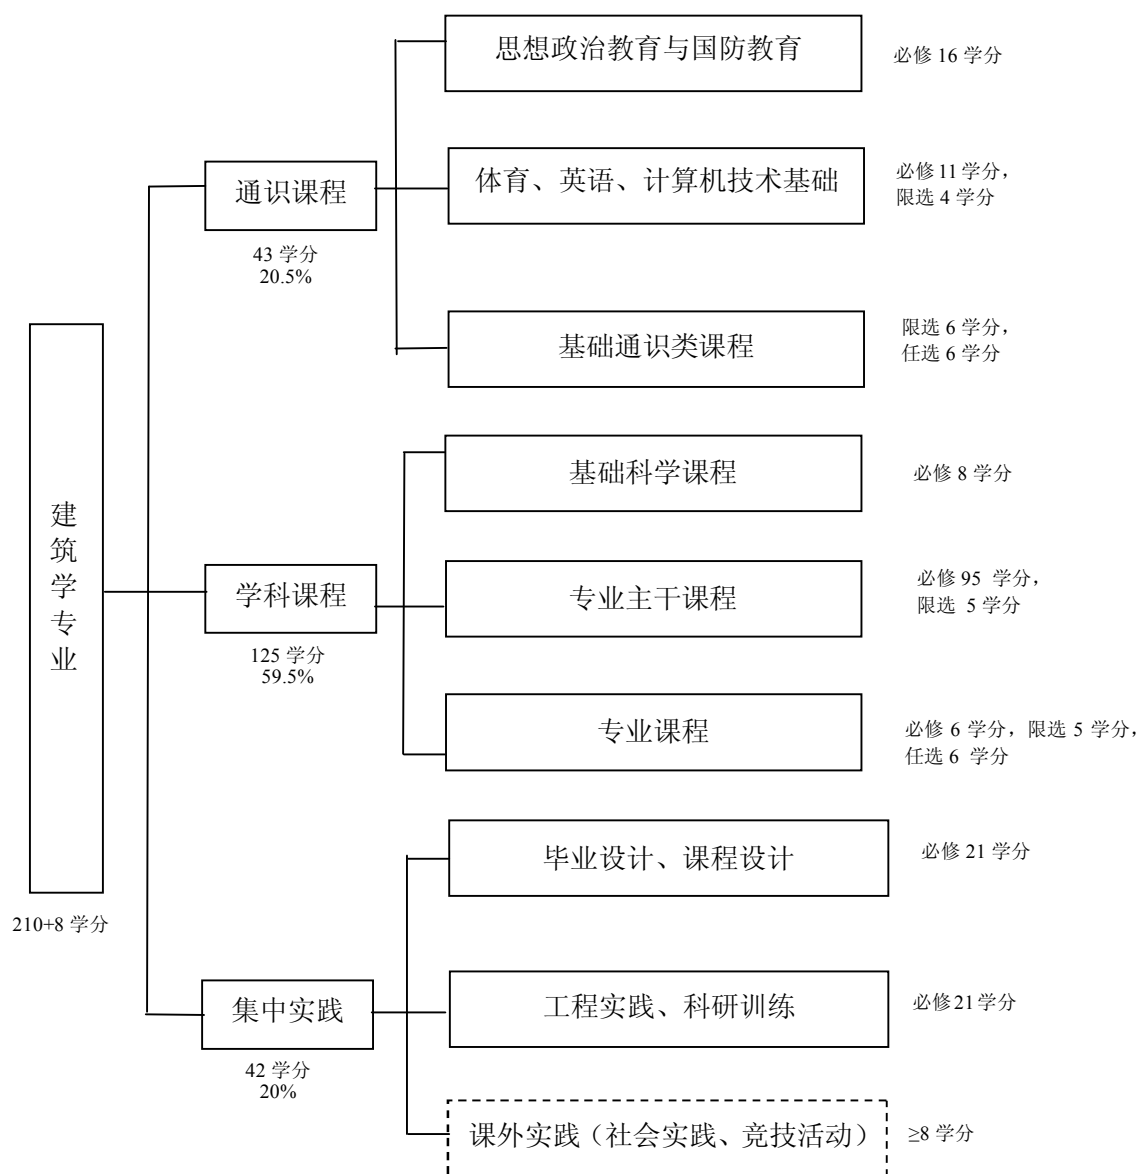 建筑学专业
210+8 学分
通识课程
43 学分
20.5%
思想政治教育与国防教育
必修 16 学分
体育、英语、计算机技术基础
必修 11 学分，
限选 4 学分
基础通识类课程
限选 6 学分，
任选 6 学分
学科课程
125 学分
59.5%
基础科学课程
必修 8 学分
专业主干课程
必修 95 学分，
限选 5 学分
专业课程
必修 6 学分，限选 5 学分，
任选 6 学分
集中实践
42 学分
20%
毕业设计、课程设计
必修 21 学分
工程实践、科研训练
必修 21 学分
课外实践（社会实践、竞技活动）
≥8 学分